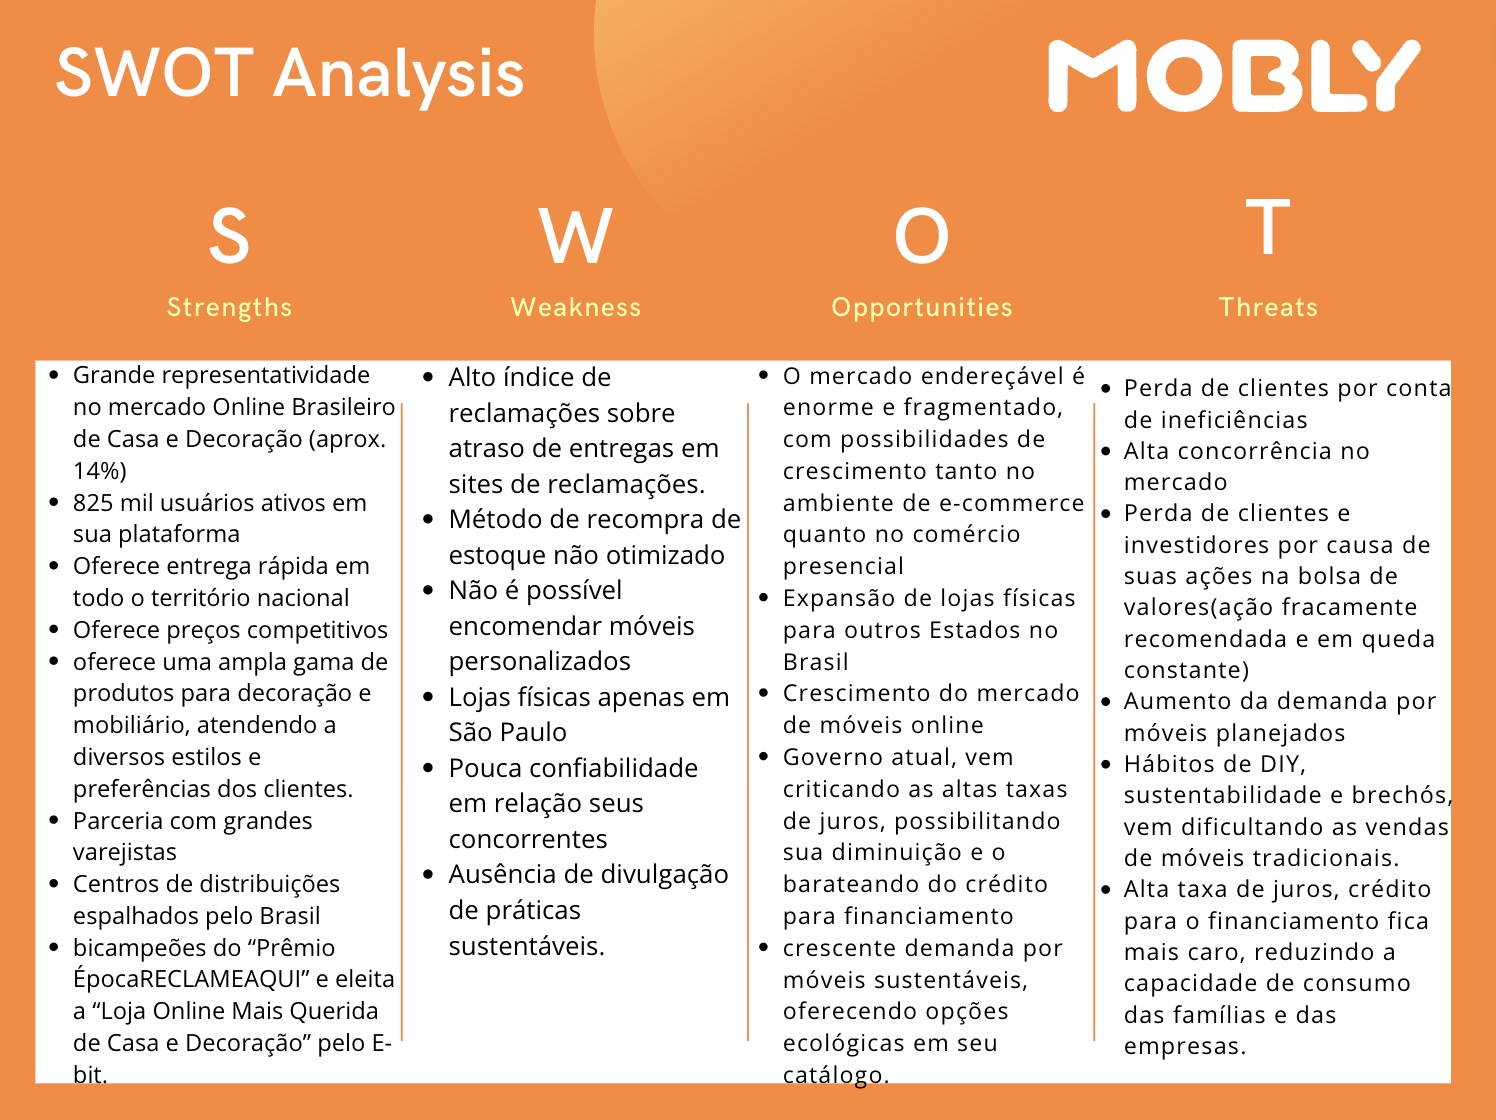 SWOT Analysis
MOBLY
S
Strengths
W
Weakness
O
Opportunities
T
Threats
• Grande representatividade
no mercado Online Brasileiro
de Casa e Decoração (aprox.
14%)
• 825 mil usuários ativos em
sua plataforma
• Oferece entrega rápida em
todo o território nacional
• Oferece preços competitivos
• oferece uma ampla gama de
produtos para decoração e
mobiliário, atendendo a
diversos estilos e
preferências dos clientes.
• Parceria com grandes
varejistas
• Centros de distribuições
espalhados pelo Brasil
• bicampeões do “Prêmio
ÉpocaRECLAMEAQUI” e eleita
a “Loja Online Mais Querida
de Casa e Decoração” pelo E-
bit.
• Alto índice de
reclamações sobre
atraso de entregas em
sites de reclamações.
• Método de recompra de
estoque não otimizado
• Não é possível
encomendar móveis
personalizados
• Lojas físicas apenas em
São Paulo
• Pouca confiabilidade
em relação seus
concorrentes
• Ausência de divulgação
de práticas
sustentáveis.
• O mercado endereçável é
enorme e fragmentado,
com possibilidades de
crescimento tanto no
ambiente de e-commerce
quanto no comércio
presencial
• Expansão de lojas físicas
para outros Estados no
Brasil
• Crescimento do mercado
de móveis online
• Governo atual, vem
criticando as altas taxas
de juros, possibilitando
sua diminuição e o
barateando do crédito
para financiamento
• crescente demanda por
móveis sustentáveis,
oferecendo opções
ecológicas em seu
catálogo.
• Perda de clientes por conta
de ineficiências
• Alta concorrência no
mercado
• Perda de clientes e
investidores por causa de
suas ações na bolsa de
valores(ação fracamente
recomendada e em queda
constante)
• Aumento da demanda por
móveis planejados
• Hábitos de DIY,
sustentabilidade e brechós,
vem dificultando as vendas
de móveis tradicionais.
• Alta taxa de juros, crédito
para o financiamento fica
mais caro, reduzindo a
capacidade de consumo
das famílias e das
empresas.